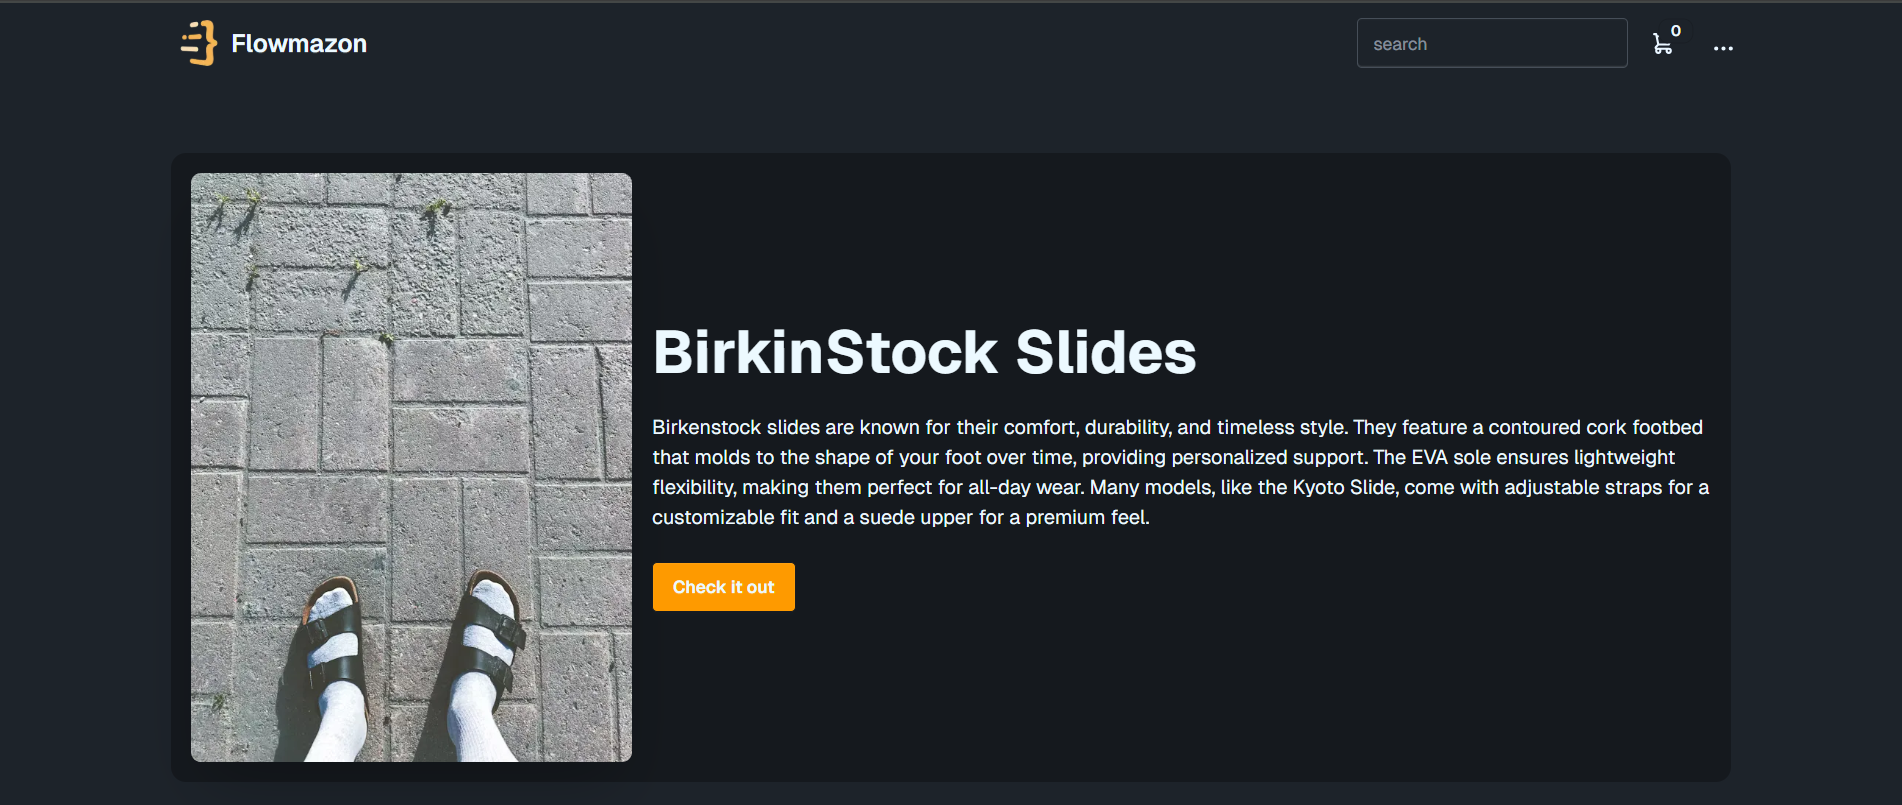 Flowmazon
search
0
...
BirkinStock Slides
Birkenstock slides are known for their comfort, durability, and timeless style. They feature a contoured cork footbed
that molds to the shape of your foot over time, providing personalized support. The EVA sole ensures lightweight
flexibility, making them perfect for all-day wear. Many models, like the Kyoto Slide, come with adjustable straps for a
customizable fit and a suede upper for a premium feel.
Check it out